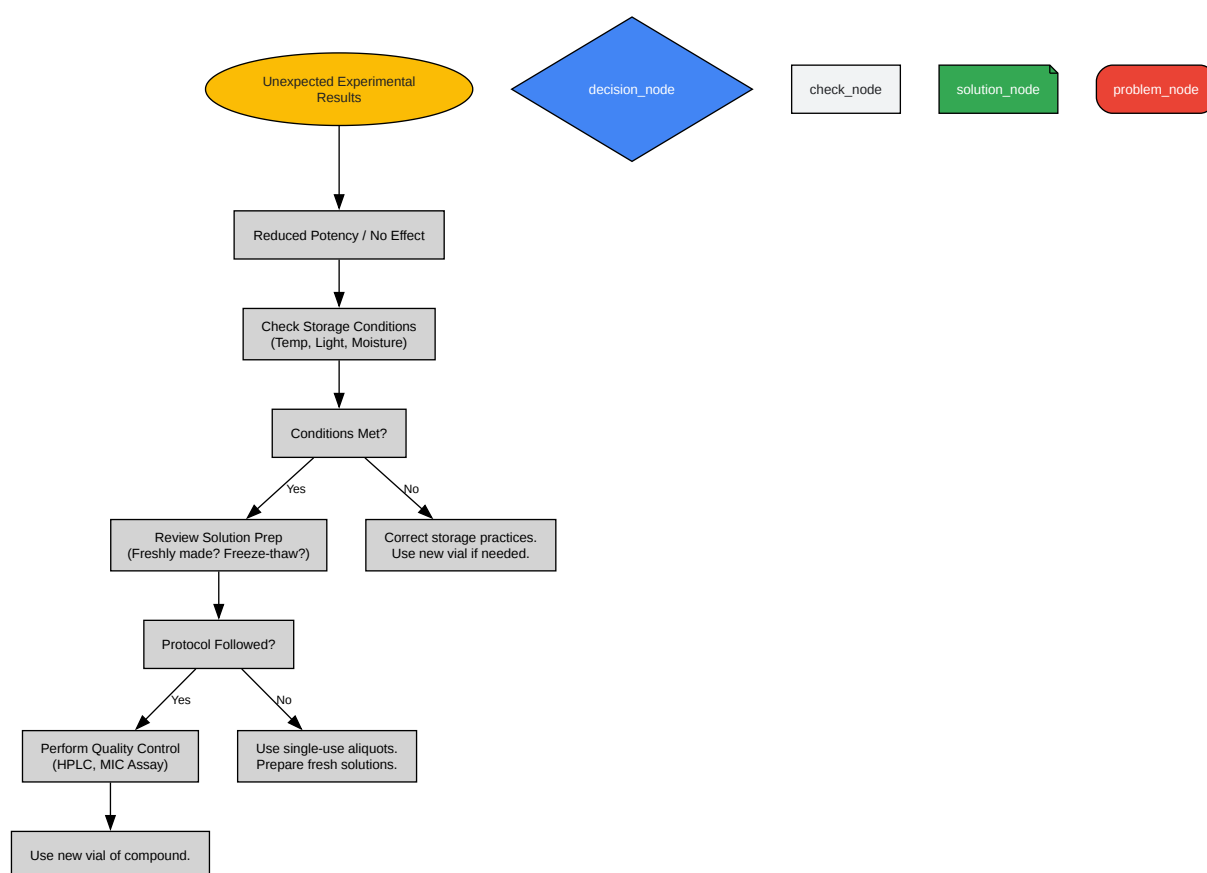 Unexpected Experimental
Results
decision_node
check_node
solution_node
problem_node
Reduced Potency / No Effect
Check Storage Conditions
(Temp, Light, Moisture)
Conditions Met?
Yes
No
Review Solution Prep
(Freshly made? Freeze-thaw?)
Correct storage practices.
Use new vial if needed.
Protocol Followed?
Yes
No
Perform Quality Control
(HPLC, MIC Assay)
Use single-use aliquots.
Prepare fresh solutions.
Use new vial of compound.